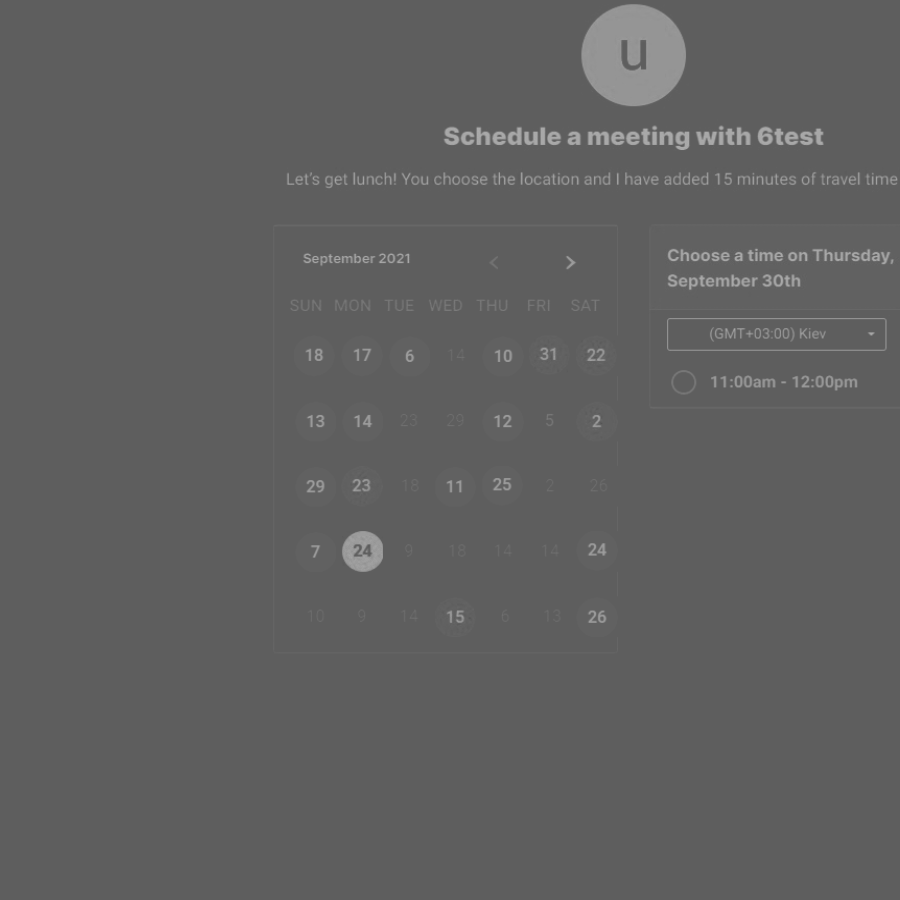 u
Schedule a meeting with 6test
Let's get lunch! You choose the location and I have added 15 minutes of travel time
September 2021
SUN MON TUE WED THU FRI SAT
18 17 6 14 10 31 22
13 14 23 29 12 5 2
29 23 18 11 25 2 26
7 24 9 18 14 14 24
10 9 14 15 6 13 26
Choose a time on Thursday,
September 30th
(GMT+03:00) Kiev
11:00am - 12:00pm